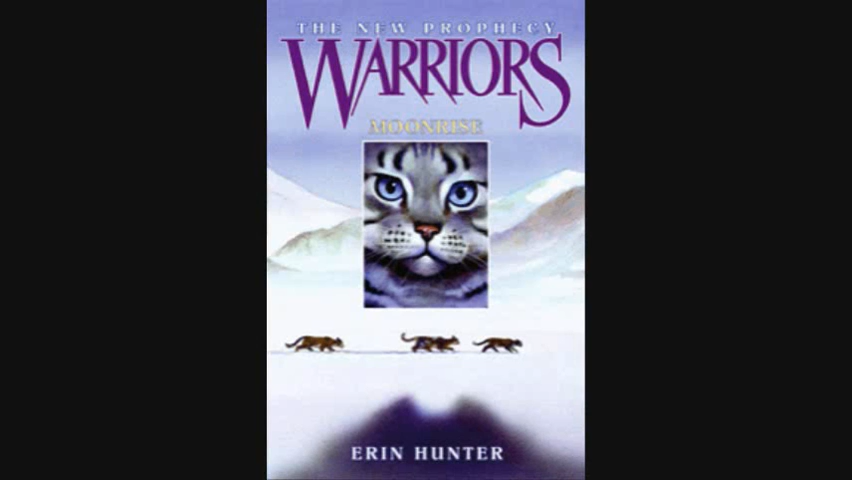 THE NEW PROPHECY
WARRIORS
MOONRISE
ERIN HUNTER